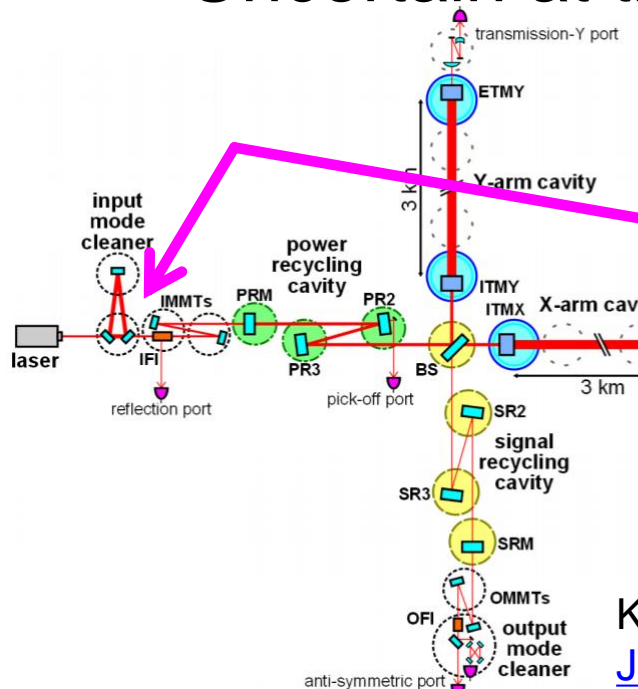 Uncertain at t
transmission-Y port
ETMY
3 km
Y-arm cavity
input
mode
cleaner
power
recycling
cavity
IMMTs
PRM
PR2
ITMY
ITMX
X-arm cav
laser
IFI
PR3
BS
3 km
reflection port
pick-off port
SR2
signal
recycling
cavity
SR3
SRM
OMMTs
OFI
output
mode
cleaner
anti-symmetric port
K
J